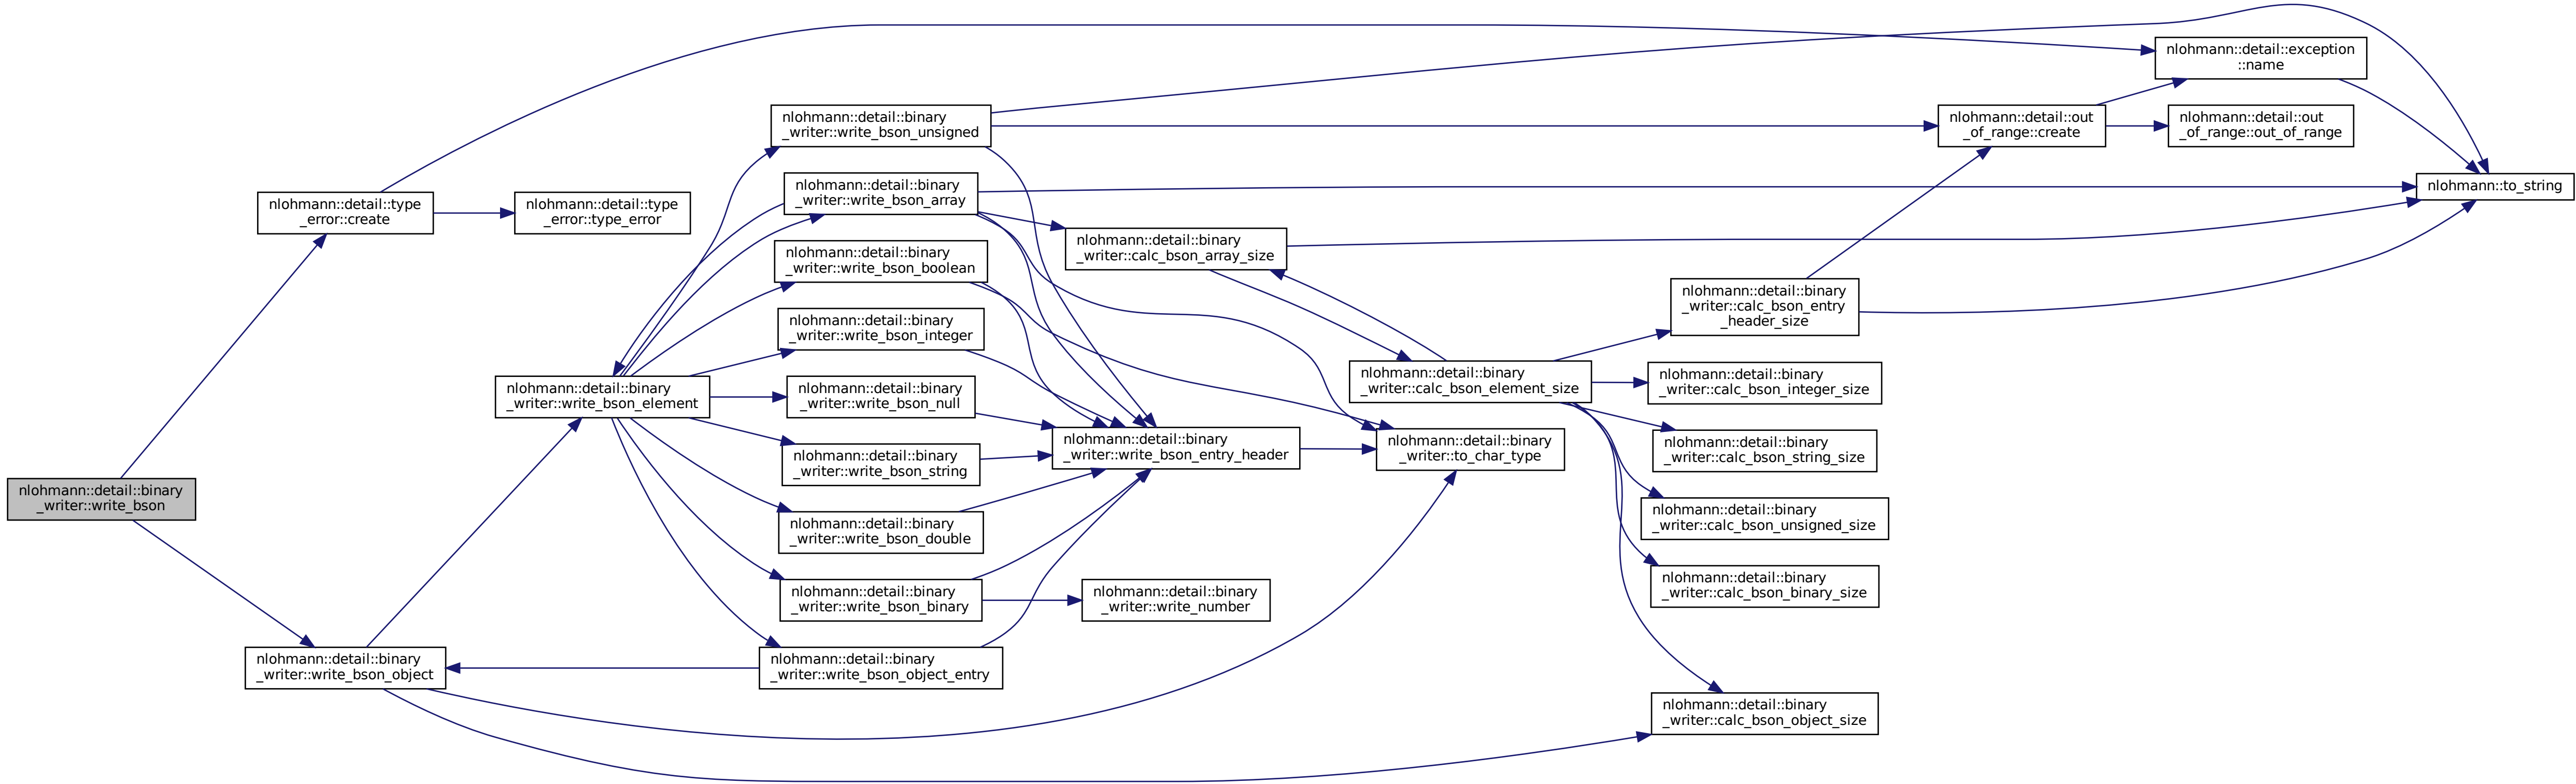 nlohmann::detail::binary
_writer::write_bson
nlohmann::detail::type
_error::create
nlohmann::detail::binary
_writer::write_bson_object
nlohmann::detail::type
_error::type_error
nlohmann::detail::binary
_writer::write_bson_element
nlohmann::detail::binary
_writer::write_bson_unsigned
nlohmann::detail::binary
_writer::write_bson_array
nlohmann::detail::binary
_writer::write_bson_boolean
nlohmann::detail::binary
_writer::write_bson_integer
nlohmann::detail::binary
_writer::write_bson_null
nlohmann::detail::binary
_writer::write_bson_string
nlohmann::detail::binary
_writer::write_bson_double
nlohmann::detail::binary
_writer::write_bson_binary
nlohmann::detail::binary
_writer::write_bson_object_entry
nlohmann::detail::binary
_writer::calc_bson_array_size
nlohmann::detail::binary
_writer::write_bson_entry_header
nlohmann::detail::binary
_writer::write_number
nlohmann::detail::binary
_writer::calc_bson_element_size
nlohmann::detail::binary
_writer::to_char_type
nlohmann::detail::binary
_writer::calc_bson_entry
_header_size
nlohmann::detail::binary
_writer::calc_bson_integer_size
nlohmann::detail::binary
_writer::calc_bson_string_size
nlohmann::detail::binary
_writer::calc_bson_unsigned_size
nlohmann::detail::binary
_writer::calc_bson_binary_size
nlohmann::detail::binary
_writer::calc_bson_object_size
nlohmann::detail::out
_of_range::create
nlohmann::detail::exception
::name
nlohmann::detail::out
_of_range::out_of_range
nlohmann::to_string